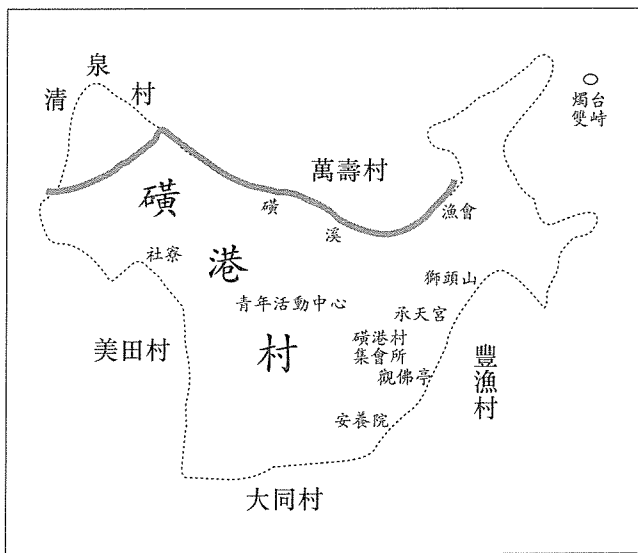 清泉村
燭台
雙峙
萬壽村
磺港村
磺溪
漁會
社寮
獅頭山
青年活動中心
承天宮
磺港村
集會所
觀佛亭
美田村
豐漁村
安養院
大同村